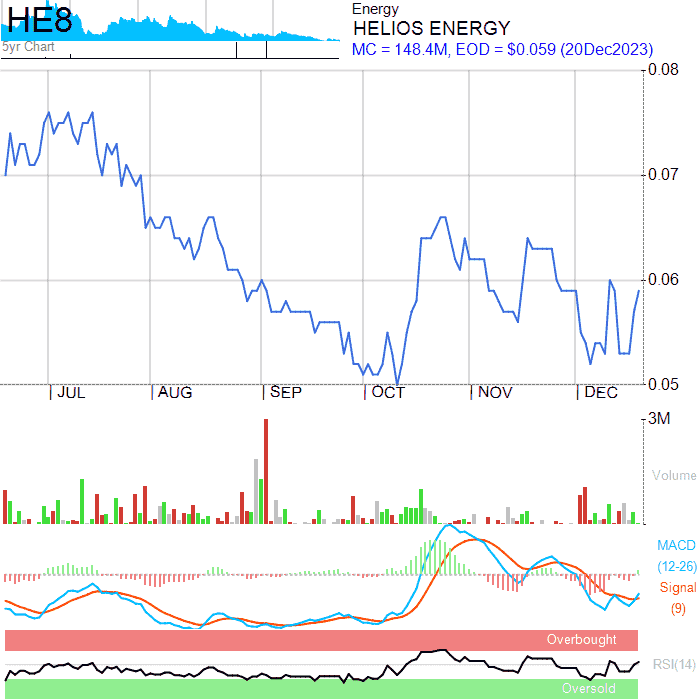 HE8
5yr Chart
Energy
HELIOS ENERGY
MC = 148.4M, EOD = $0.059 (20Dec2023)
0.08
0.07
0.06
0.05
JUL
AUG
SEP
OCT
NOV
DEC
3M
Volume
MACD
(12-26)
Signal
(9)
Overbought
RSI(14)
Oversold